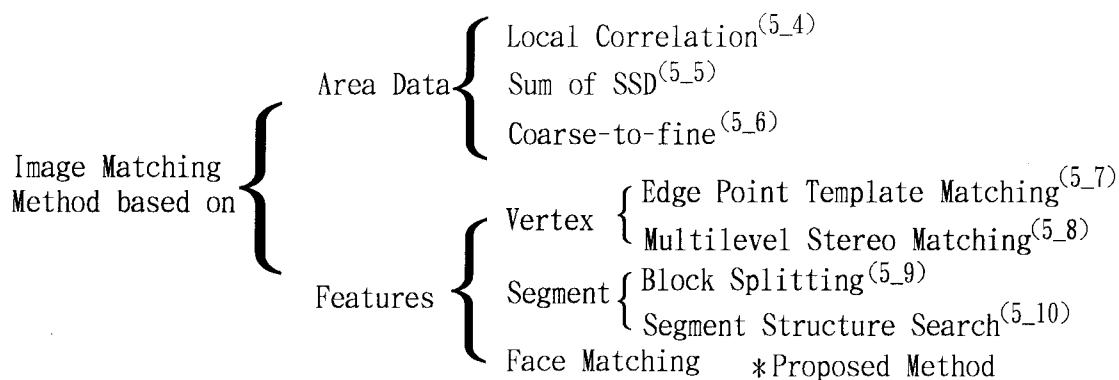 Local Correlation(5_4)
Area Data
Sum of SSD(5_5)
Coarse-to-fine(5_6)
Image Matching
Method based on
Vertex
Edge Point Template Matching(5_7)
Multilevel Stereo Matching(5_8)
Features
Segment
Block Splitting(5_9)
Segment Structure Search(5_10)
Face Matching *Proposed Method